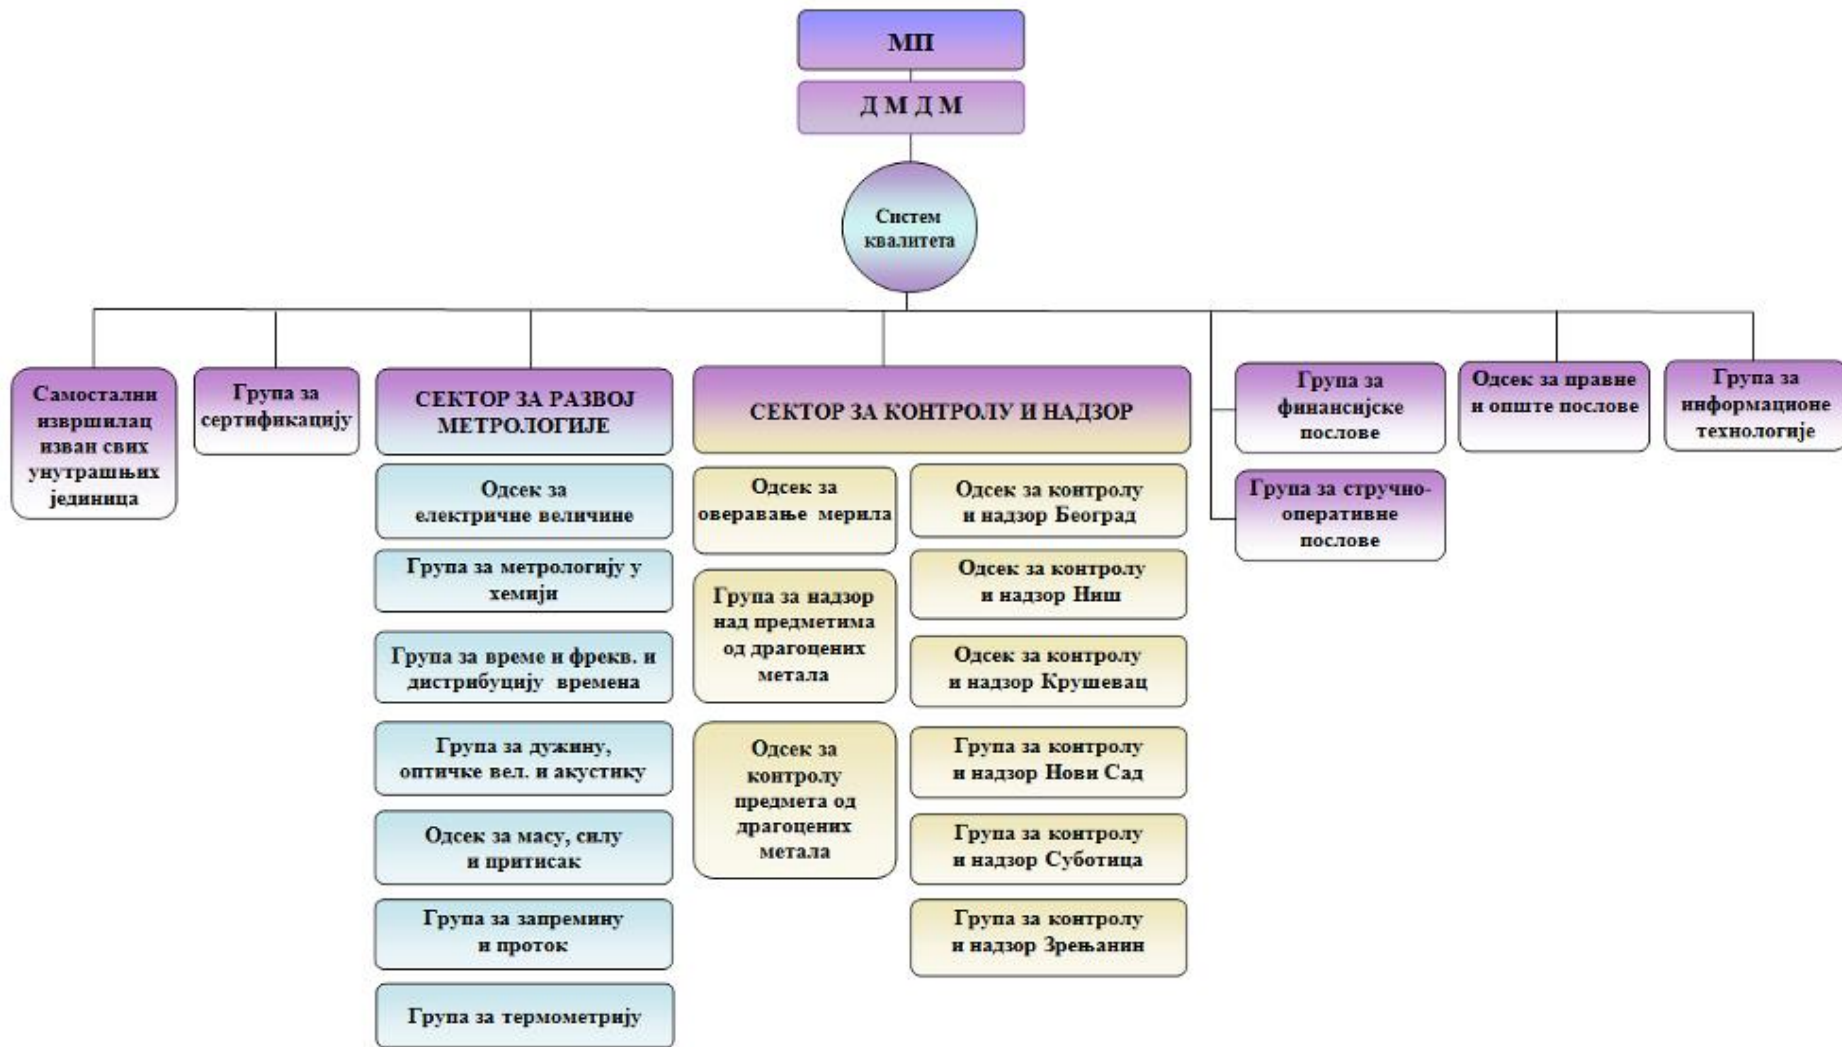 МП
Д М Д М
Систем
квалитета
Самостални
извршилац
изван свих
унутрашњих
јединица
Група за
сертификацију
СЕКТОР ЗА РАЗВОЈ
МЕТРОЛОГИЈЕ
Одсек за
електричне величине
Група за метрологију у
хемији
Група за време и фрекв. и
дистрибуцију времена
Група за дужину,
оптичке вел. и акустику
Одсек за масу, силу
и притисак
Група за запремину
и проток
Група за термометрију
СЕКТОР ЗА КОНТРОЛУ И НАДЗОР
Одсек за
оверавање мерила
Група за надзор
над предметима
од драгоцених
метала
Одсек за
контролу
предмета од
драгоцених
метала
Одсек за контролу
и надзор Београд
Одсек за контролу
и надзор Ниш
Одсек за контролу
и надзор Крушевац
Група за контролу
и надзор Нови Сад
Група за контролу
и надзор Суботица
Група за контролу
и надзор Зрењанин
Група за
финансијске
послове
Група за стручно-
оперативне
послове
Одсек за правне
и опште послове
Група за
информационе
технологије